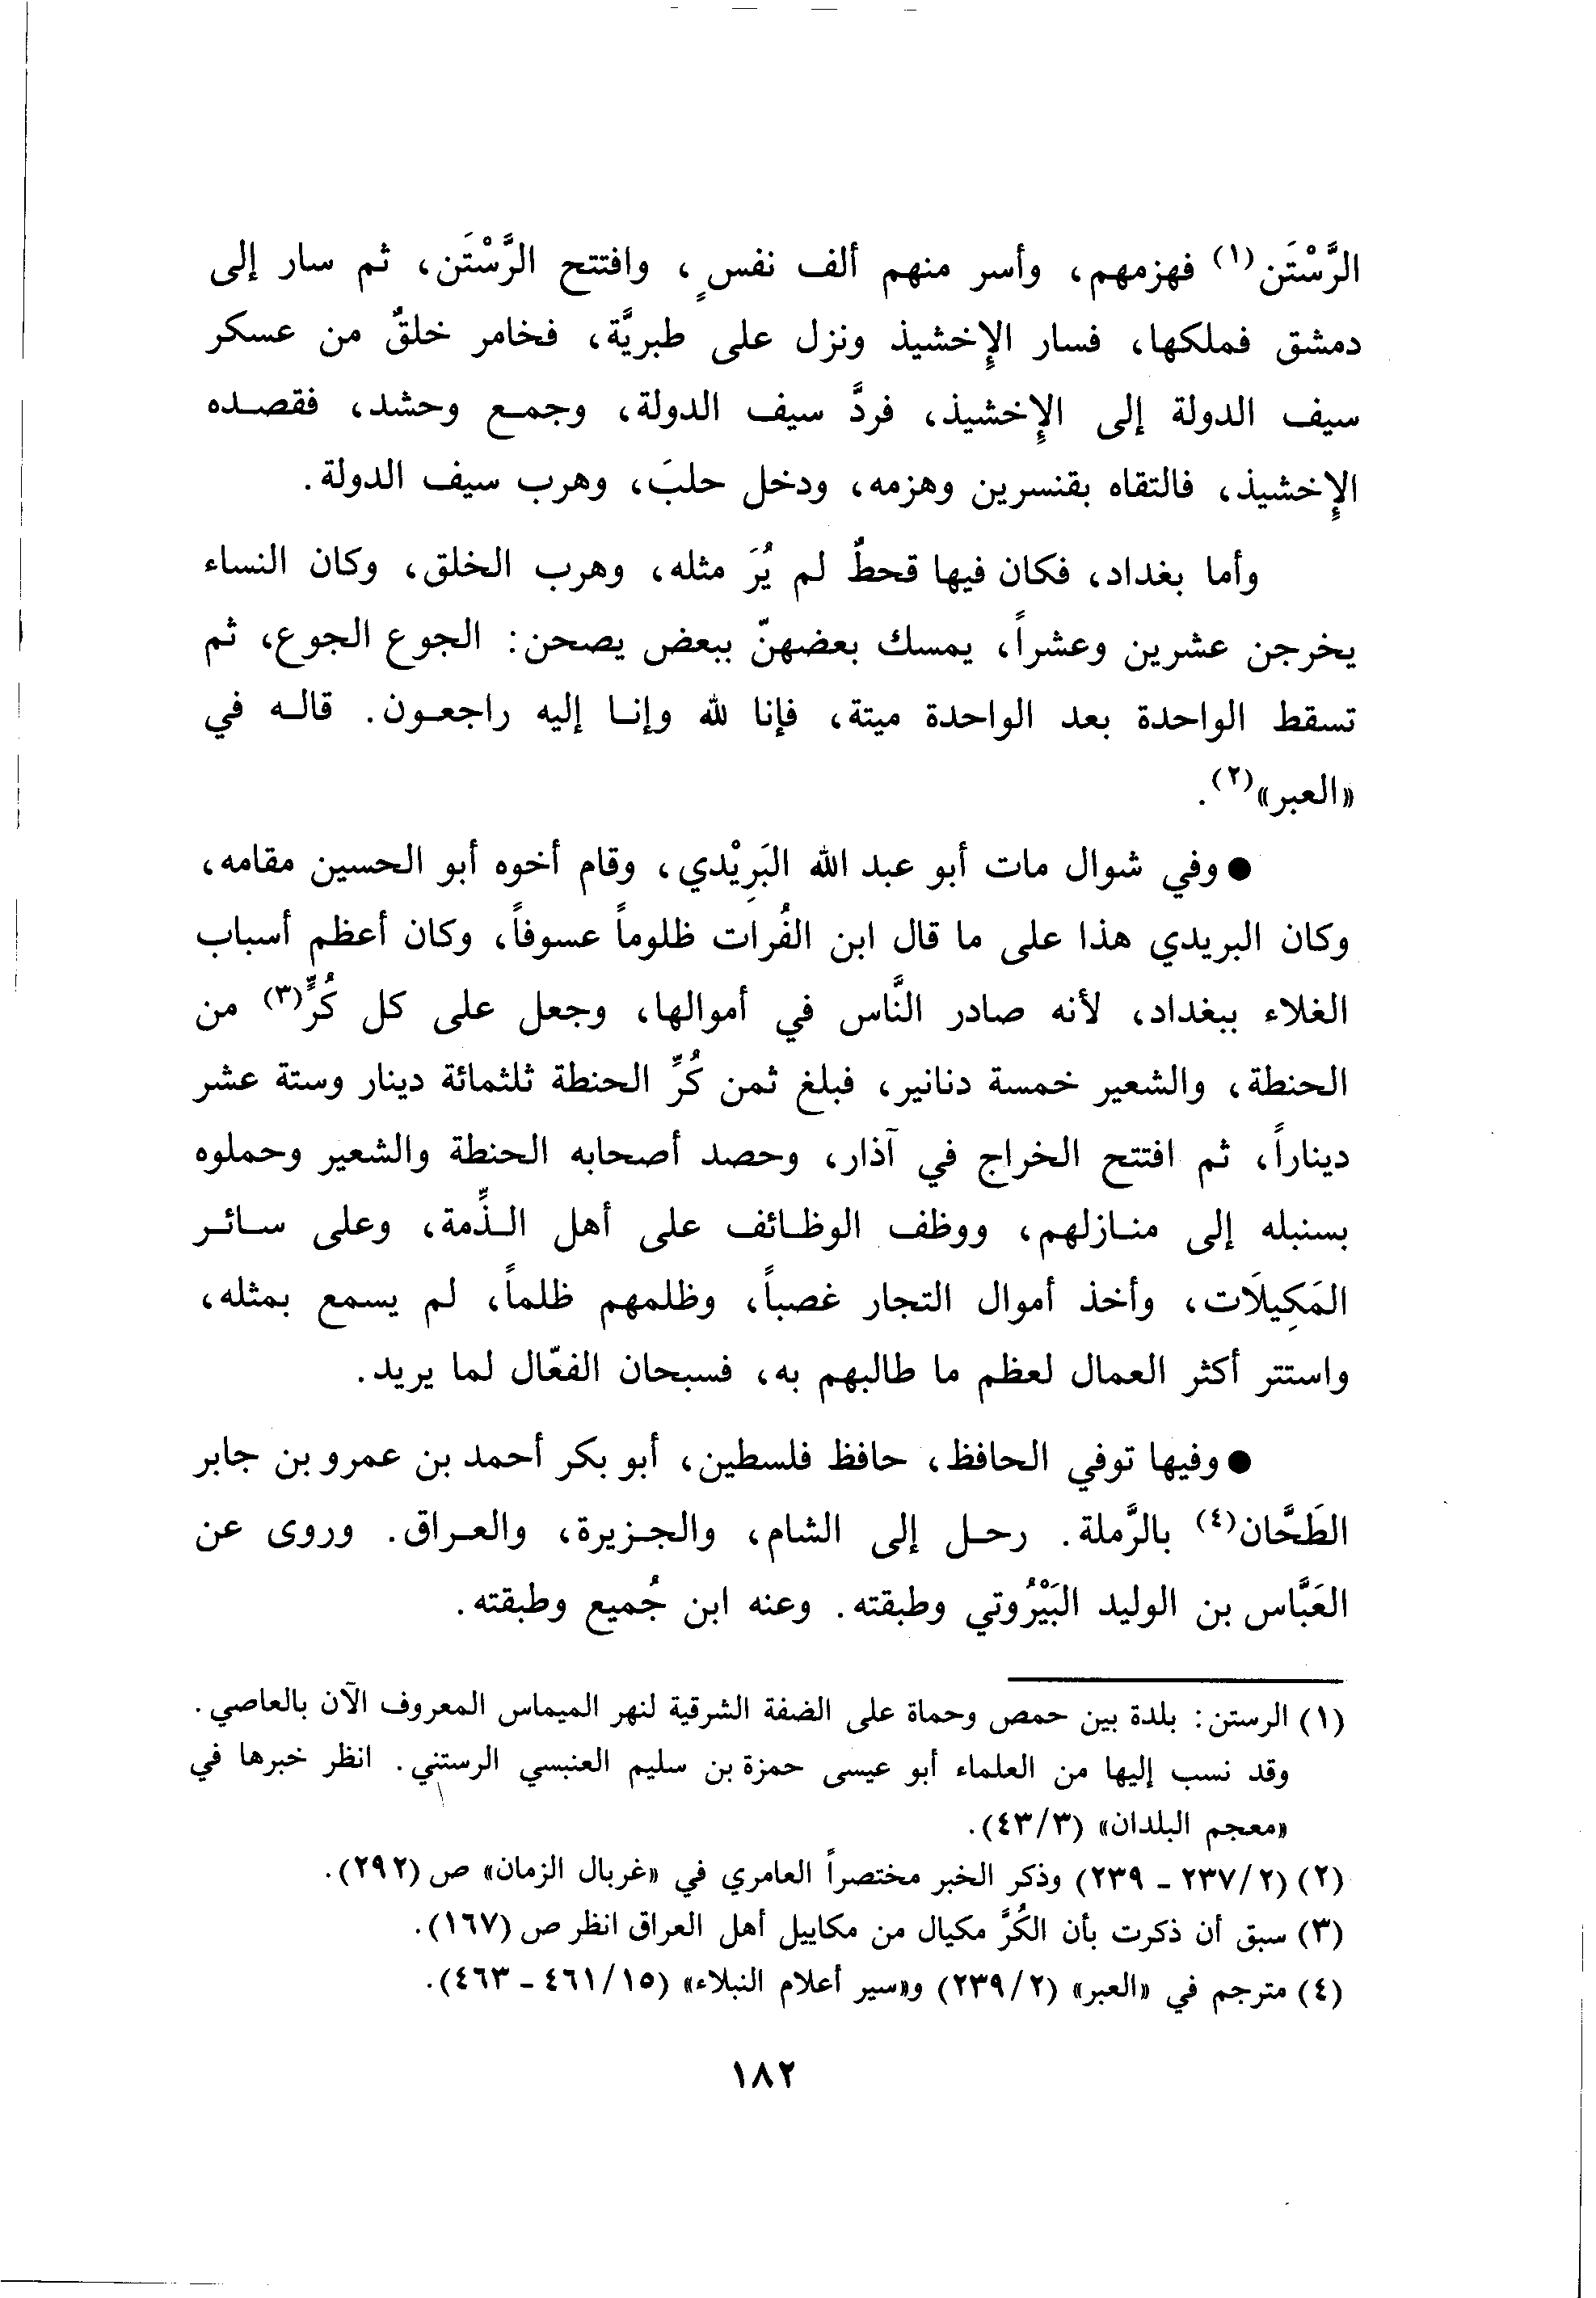 الرَّسْتَن(١) فهزمهم، وأسر منهم ألف نفسٍ، وافتتح الرَّسْتَن، ثم سار إلى
دمشق فملكها، فسار الإخشيذ ونزل على طبريَّة، فخامر خلقٌ من عسكر
سيف الدولة إلى الإخشيذ، فردَّ سيف الدولة، وجمع وحشد، فقصده
الإخشيذ، فالتقاه بقنسرين وهزمه، ودخل حلبَ، وهرب سيف الدولة.
وأما بغداد، فكان فيها قحطٌ لم يُرَ مثله، وهرب الخلق، وكان النساء
يخرجن عشرين وعشراً، يمسك بعضهنّ ببعض يصحن: الجوع الجوع، ثم
تسقط الواحدة بعد الواحدة ميتة، فإنا لله وإنا إليه راجعون. قاله في
«العبر»(٢).
● وفي شوال مات أبو عبد الله البَرِيْدي، وقام أخوه أبو الحسين مقامه،
وكان البريدي هذا على ما قال ابن الفُرات ظلوماً عسوفاً، وكان أعظم أسباب
الغلاء ببغداد، لأنه صادر النَّاس في أموالها، وجعل على كل كُرٍّ(٣) من
الحنطة، والشعير خمسة دنانير، فبلغ ثمن كُرِّ الحنطة ثلثمائة دينار وستة عشر
ديناراً، ثم افتتح الخراج في آذار، وحصد أصحابه الحنطة والشعير وحملوه
بسنبله إلى منازلهم، ووظف الوظائف على أهل الذِّمة، وعلى سائر
المَكِيلَات، وأخذ أموال التجار غصباً، وظلمهم ظلماً، لم يسمع بمثله،
واستتر أكثر العمال لعظم ما طالبهم به، فسبحان الفعّال لما يريد.
● وفيها توفي الحافظ، حافظ فلسطين، أبو بكر أحمد بن عمرو بن جابر
الطَحَّان(٤) بالرَّملة. رحل إلى الشام، والجزيرة، والعراق. وروى عن
العَبَّاس بن الوليد البَيْرُوتي وطبقته. وعنه ابن جُميع وطبقته.
(١) الرستن: بلدة بين حمص وحماة على الضفة الشرقية لنهر الميماس المعروف الآن بالعاصي.
وقد نسب إليها من العلماء أبو عيسى حمزة بن سليم العنبسي الرستني. انظر خبرها في
«معجم البلدان» (٤٣/٣).
(٢) (٢٣٧/٢ - ٢٣٩) وذكر الخبر مختصراً العامري في «غربال الزمان» ص (٢٩٢).
(٣) سبق أن ذكرت بأن الكُرَّ مكيال من مكاييل أهل العراق انظر ص (١٦٧).
(٤) مترجم في «العبر» (٢٣٩/٢) و«سير أعلام النبلاء» (٤٦١/١٥ - ٤٦٣).
١٨٢